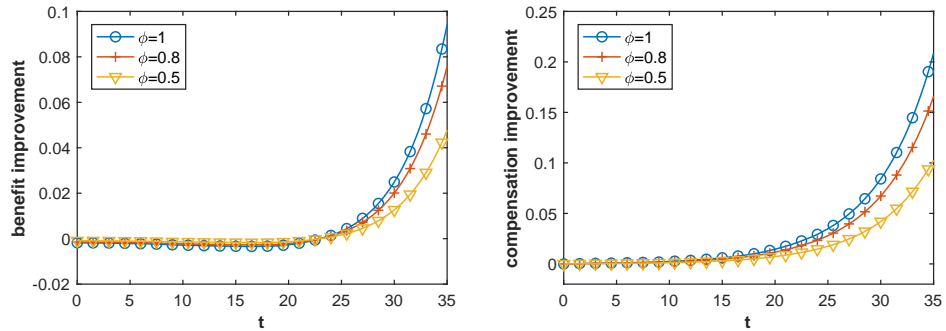 0.1
0.08
0.06
0.04
0.02
0
-0.02
benefit improvement
ϕ=1
ϕ=0.8
ϕ=0.5
0 5 10 15 20 25 30 35
t
0.25
0.2
0.15
0.1
0.05
0
compensation improvement
ϕ=1
ϕ=0.8
ϕ=0.5
0 5 10 15 20 25 30 35
t